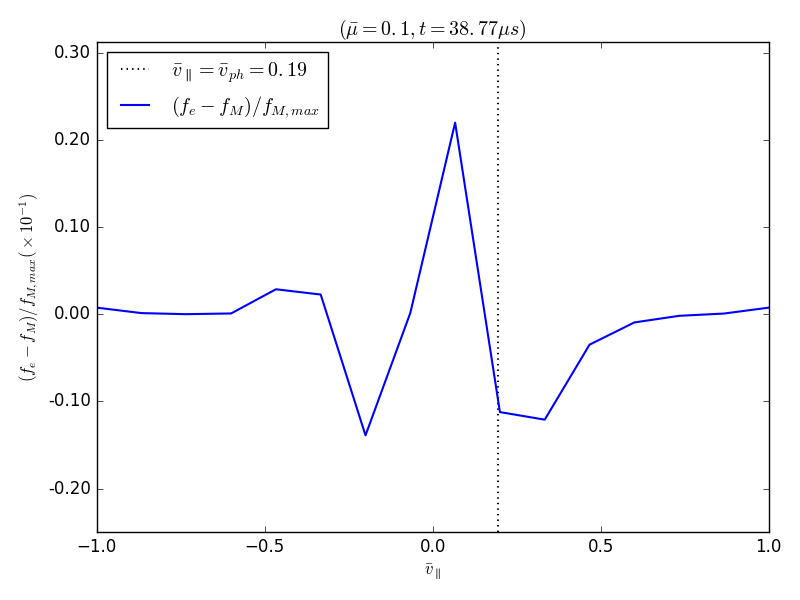 (μ̄ = 0.1, t = 38.77μs)
v̄∥ = v̄ph = 0.19
(fe − fM)/fM,max
(fe − fM)/fM,max(×10⁻¹)
0.30
0.20
0.10
0.00
-0.10
-0.20
−1.0 −0.5 0.0 0.5 1.0
v̄∥